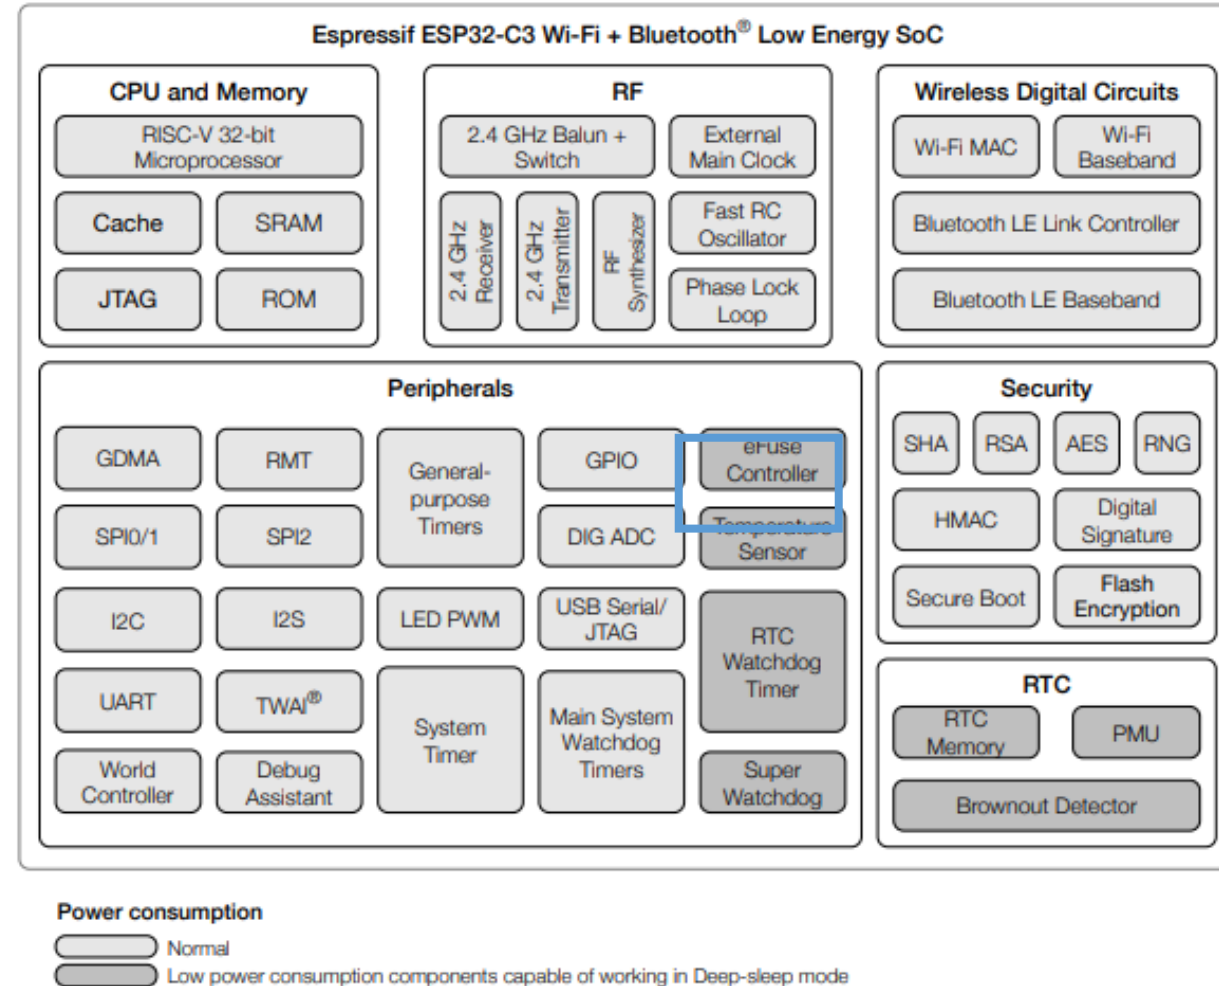 Espressif ESP32-C3 Wi-Fi + Bluetooth® Low Energy SoC
CPU and Memory
RISC-V 32-bit
Microprocessor
Cache
SRAM
JTAG
ROM
RF
2.4 GHz Balun +
Switch
External
Main Clock
2.4 GHz
Receiver
2.4 GHz
Transmitter
RF
Synthesizer
Fast RC
Oscillator
Phase Lock
Loop
Wireless Digital Circuits
Wi-Fi MAC
Wi-Fi
Baseband
Bluetooth LE Link Controller
Bluetooth LE Baseband
Peripherals
GDMA
RMT
General-
purpose
Timers
GPIO
eFuse
Controller
SPI0/1
SPI2
DIG ADC
Temperature
Sensor
I2C
I2S
LED PWM
USB Serial/
JTAG
RTC
Watchdog
Timer
UART
TWAI®
System
Timer
Main System
Watchdog
Timers
World
Controller
Debug
Assistant
Super
Watchdog
Security
SHA
RSA
AES
RNG
HMAC
Digital
Signature
Secure Boot
Flash
Encryption
RTC
RTC
Memory
PMU
Brownout Detector
Power consumption
Normal
Low power consumption components capable of working in Deep-sleep mode